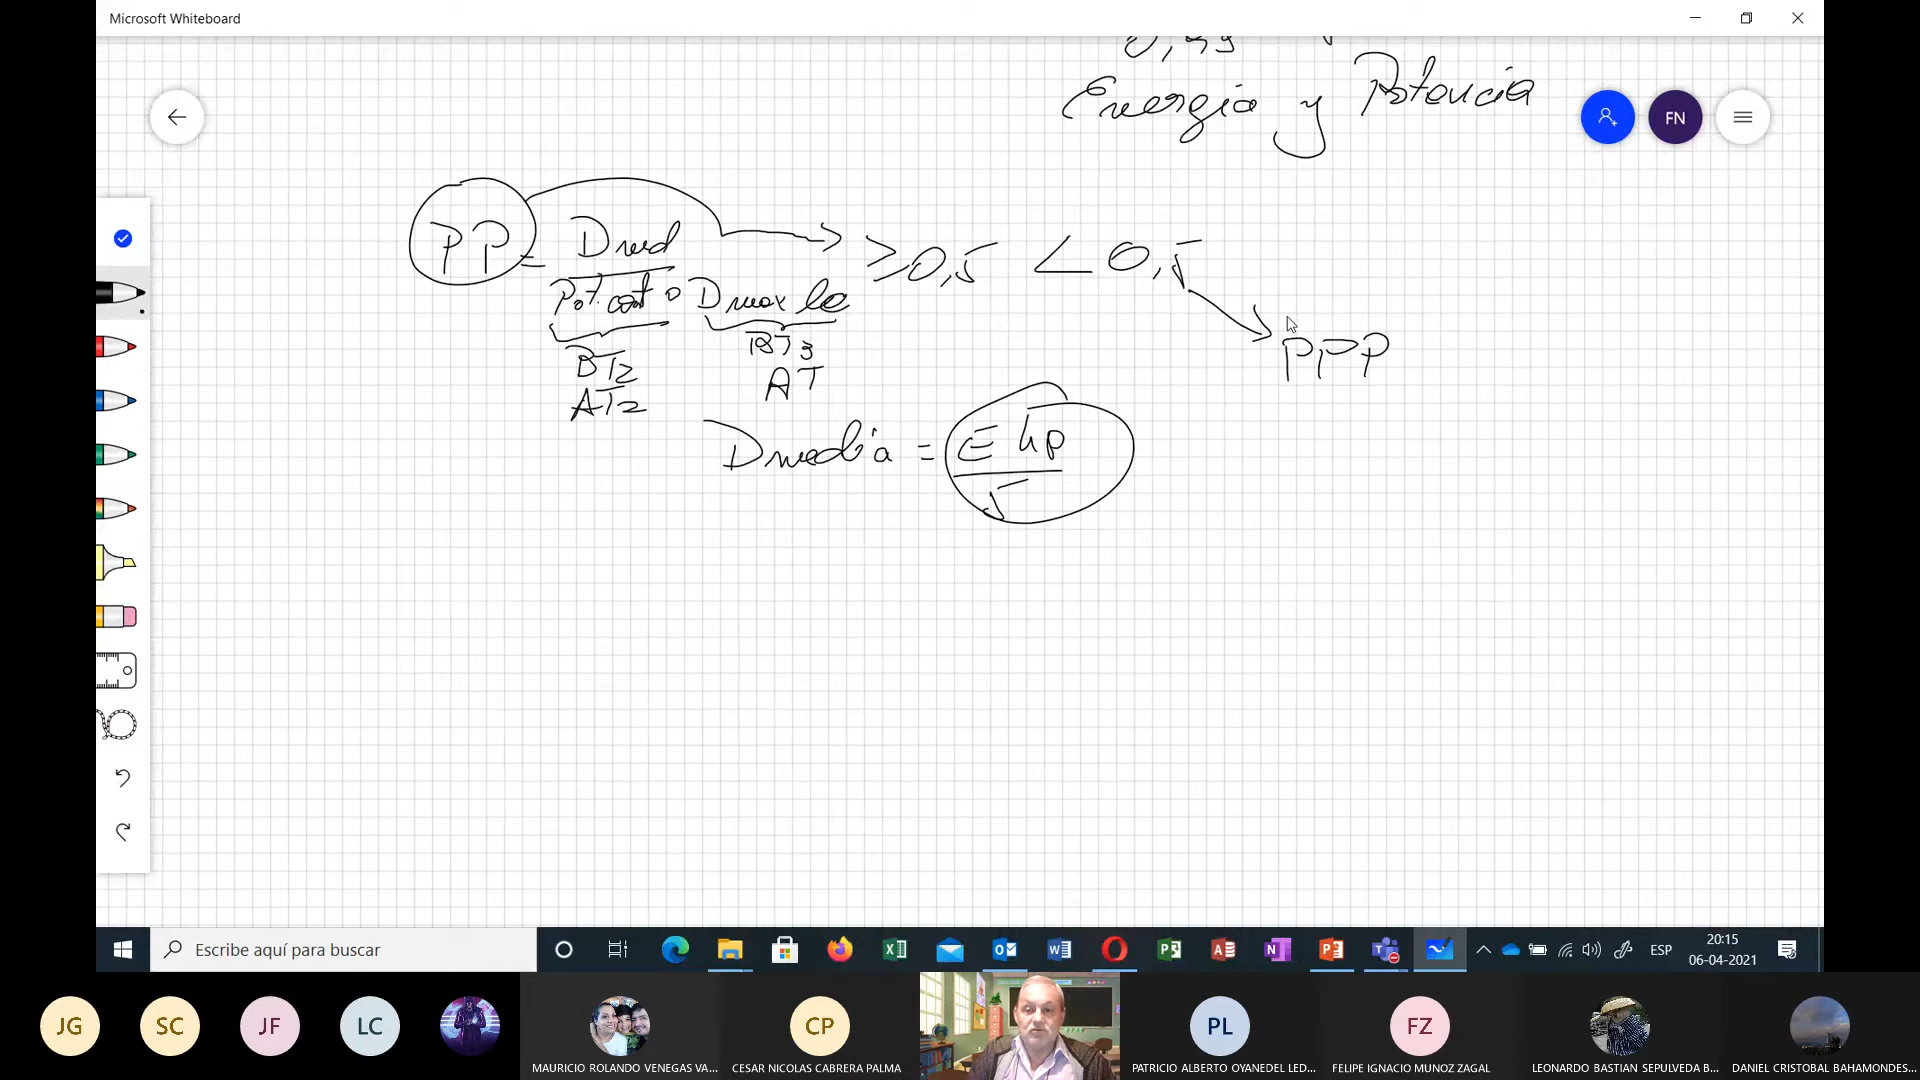 Microsoft Whiteboard
Energia y Potencia
FN
PP = Dmed ≥0,5 < 0,5
Pot. cont o Dmax le
BT2 BT3
AT2 AT
PPP
Dmedia = E hp
5
Escribe aquí para buscar
ESP
20:15
06-04-2021
JG SC JF LC CP PL FZ
MAURICIO ROLANDO VENEGAS VA... CESAR NICOLAS CABRERA PALMA PATRICIO ALBERTO OYANEDEL LED... FELIPE IGNACIO MUNOZ ZAGAL LEONARDO BASTIAN SEPULVEDA B... DANIEL CRISTOBAL BAHAMONDES...